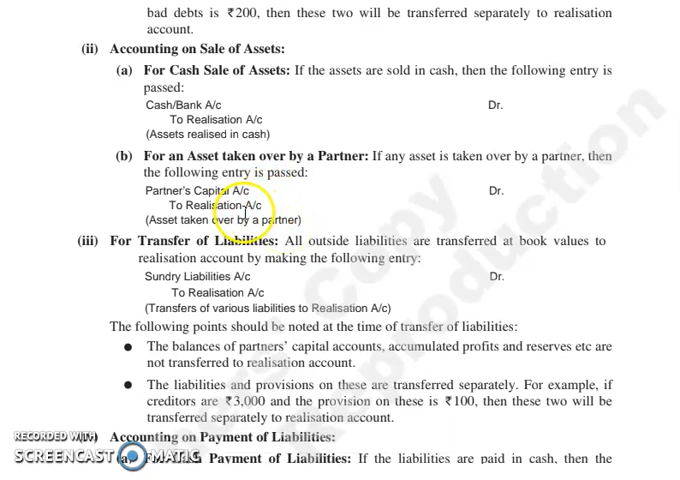 bad debts is ₹200, then these two will be transferred separately to realisation
account.
(ii) Accounting on Sale of Assets:
(a) For Cash Sale of Assets: If the assets are sold in cash, then the following entry is
passed:
Cash/Bank A/c Dr.
To Realisation A/c
(Assets realised in cash)
(b) For an Asset taken over by a Partner: If any asset is taken over by a partner, then
the following entry is passed:
Partner's Capital A/c Dr.
To Realisation A/c
(Asset taken over by a partner)
(iii) For Transfer of Liabilities: All outside liabilities are transferred at book values to
realisation account by making the following entry:
Sundry Liabilities A/c Dr.
To Realisation A/c
(Transfers of various liabilities to Realisation A/c)
The following points should be noted at the time of transfer of liabilities:
● The balances of partners' capital accounts, accumulated profits and reserves etc are
not transferred to realisation account.
● The liabilities and provisions on these are transferred separately. For example, if
creditors are ₹3,000 and the provision on these is ₹100, then these two will be
transferred separately to realisation account.
Accounting on Payment of Liabilities:
Payment of Liabilities: If the liabilities are paid in cash, then the
RECORDED WITH
SCREENCAST MATIC
Copy
Reproduction